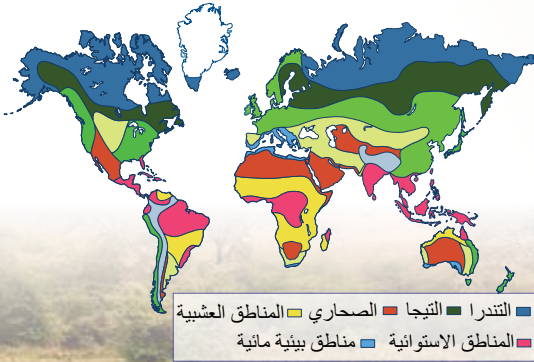 التندرا التيجا الصحاري المناطق العشبية
المناطق الاستوائية مناطق بيئية مائية